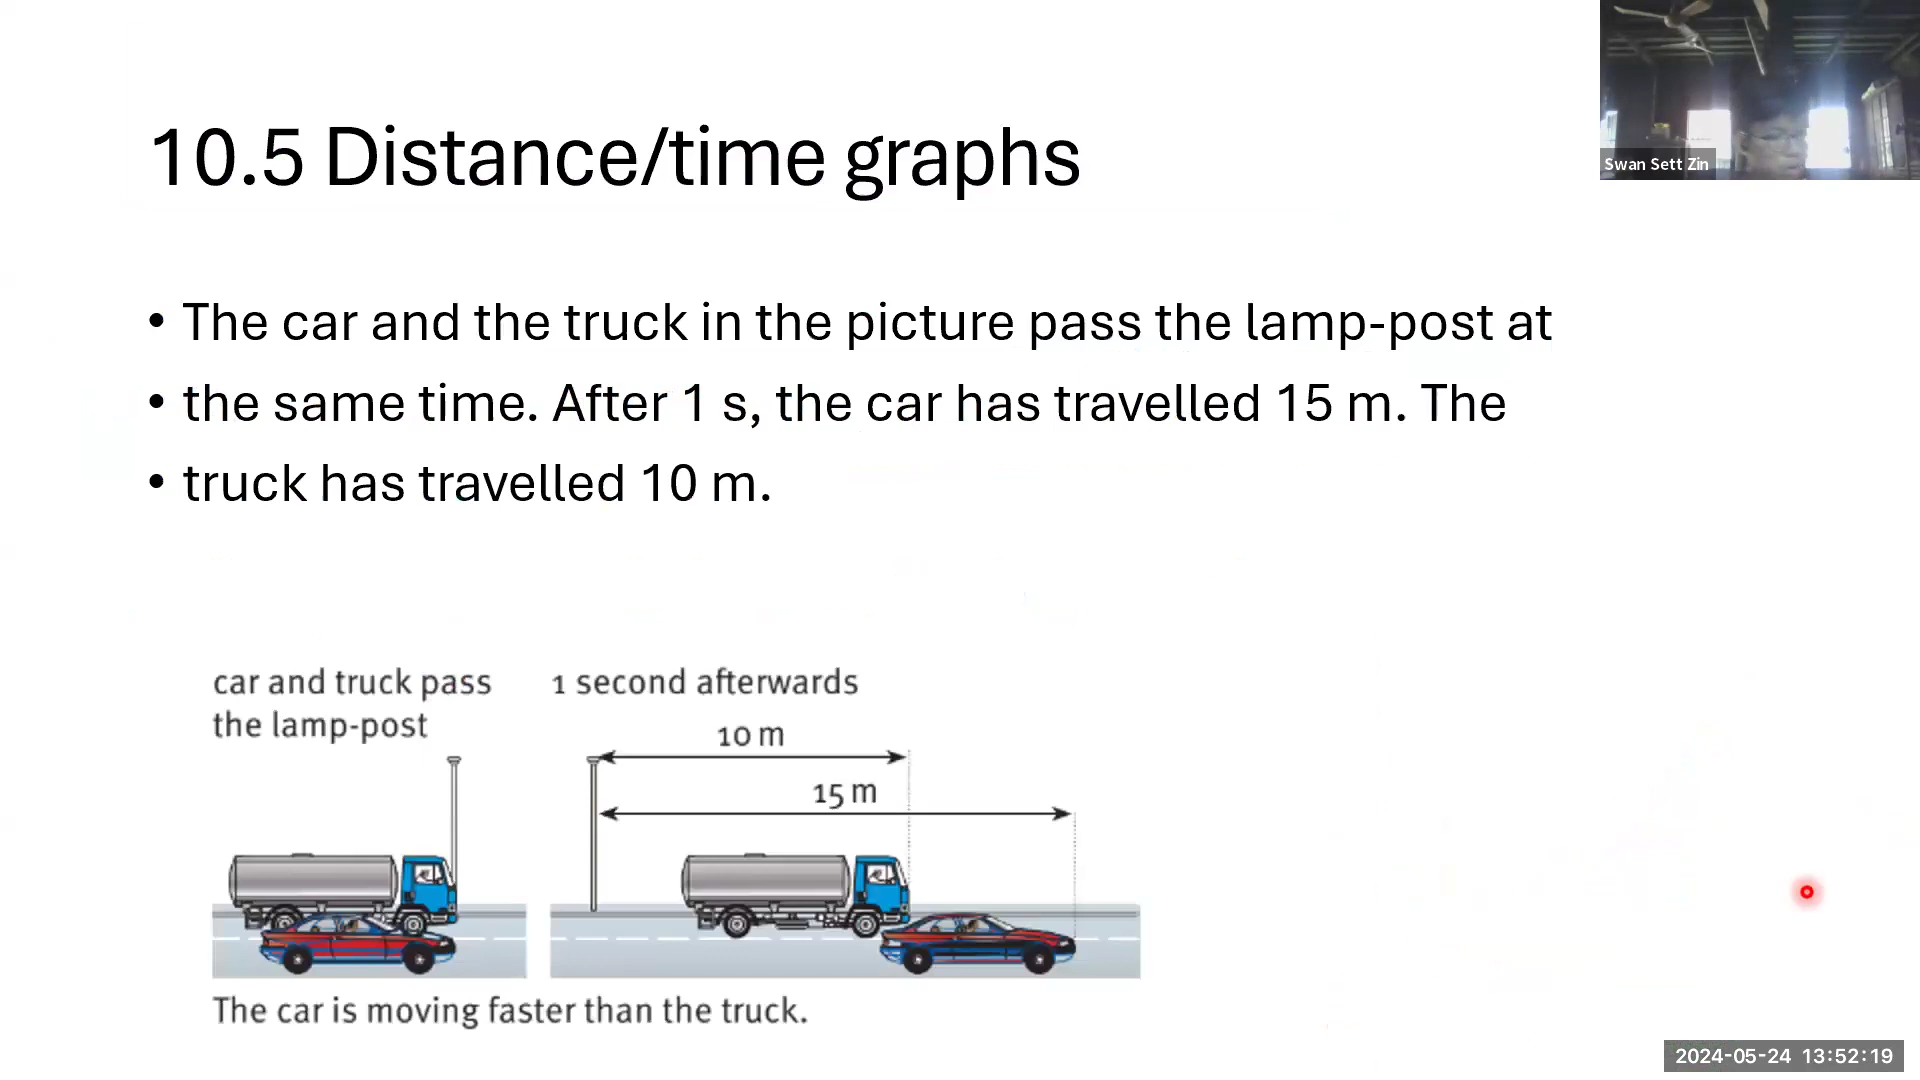 10.5 Distance/time graphs
Swan Sett Zin
• The car and the truck in the picture pass the lamp-post at
• the same time. After 1 s, the car has travelled 15 m. The
• truck has travelled 10 m.
car and truck pass
the lamp-post
1 second afterwards
10 m
15 m
The car is moving faster than the truck.
2024-05-24 13:52:19